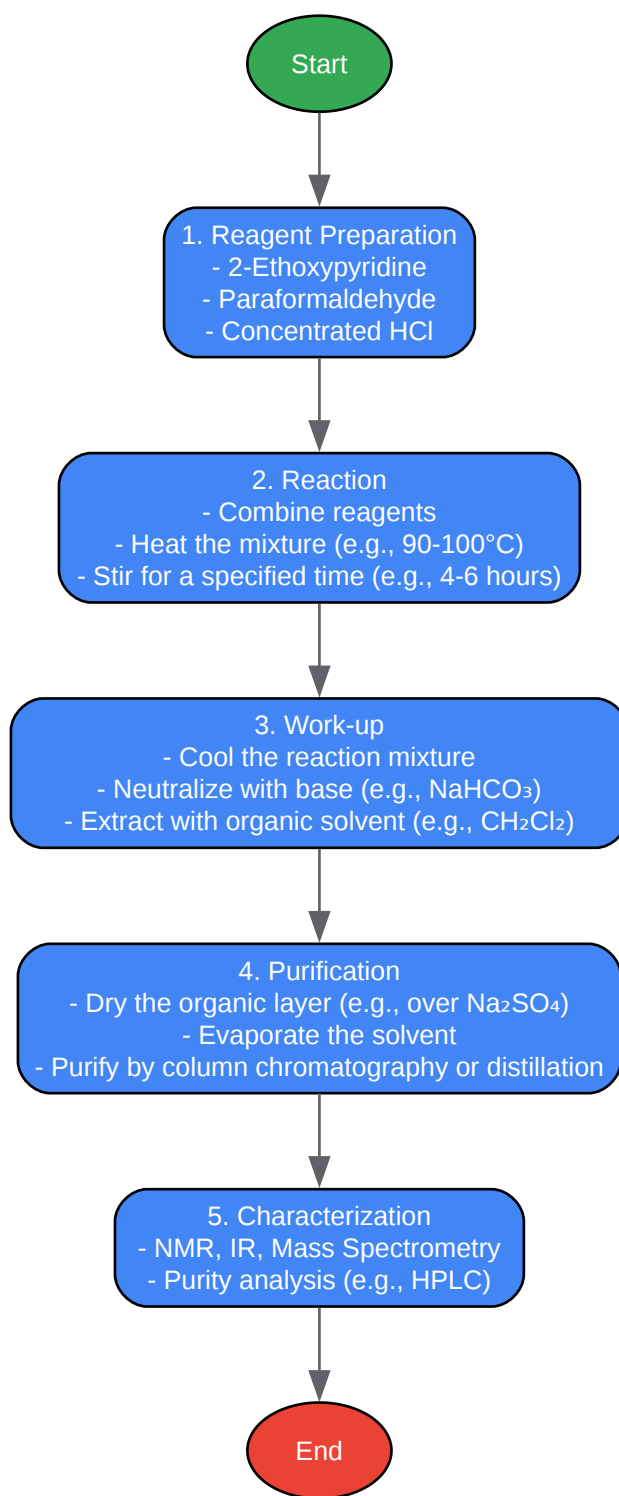 Start
1. Reagent Preparation
- 2-Ethoxypyridine
- Paraformaldehyde
- Concentrated HCl
2. Reaction
- Combine reagents
- Heat the mixture (e.g., 90-100°C)
- Stir for a specified time (e.g., 4-6 hours)
3. Work-up
- Cool the reaction mixture
- Neutralize with base (e.g., NaHCO₃)
- Extract with organic solvent (e.g., CH₂Cl₂)
4. Purification
- Dry the organic layer (e.g., over Na₂SO₄)
- Evaporate the solvent
- Purify by column chromatography or distillation
5. Characterization
- NMR, IR, Mass Spectrometry
- Purity analysis (e.g., HPLC)
End